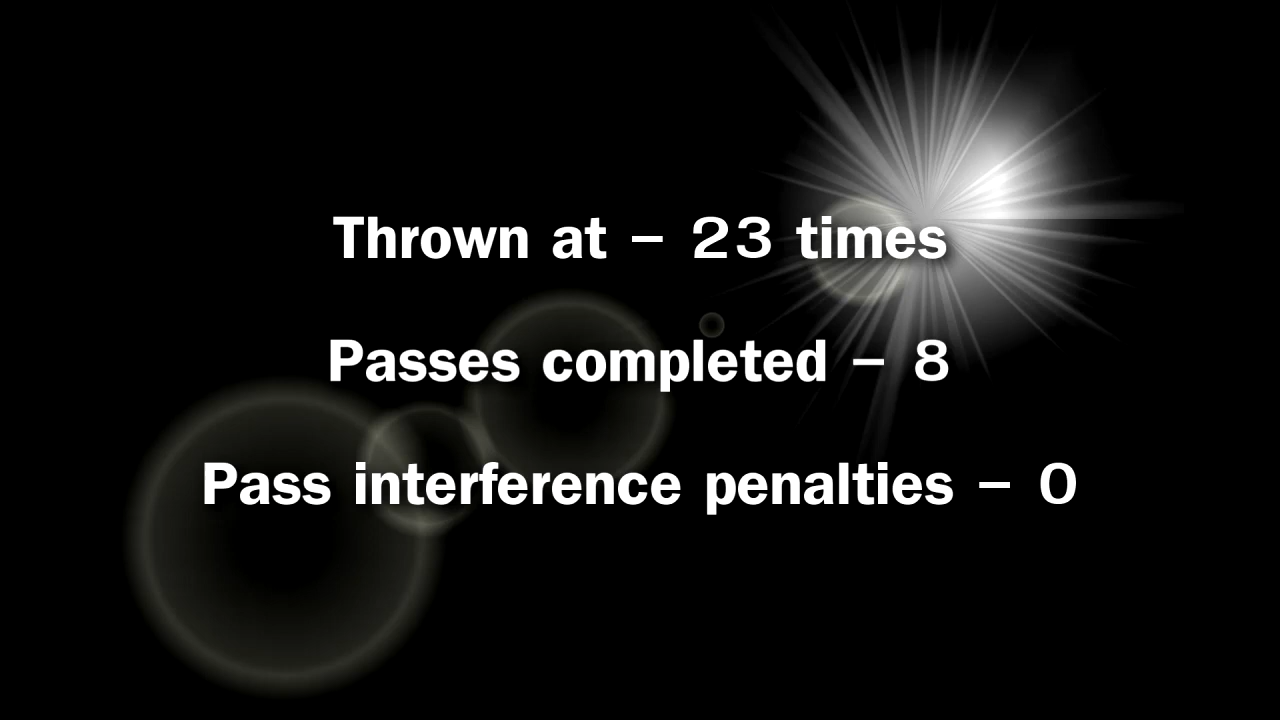 Thrown at – 23 times
Passes completed – 8
Pass interference penalties – 0